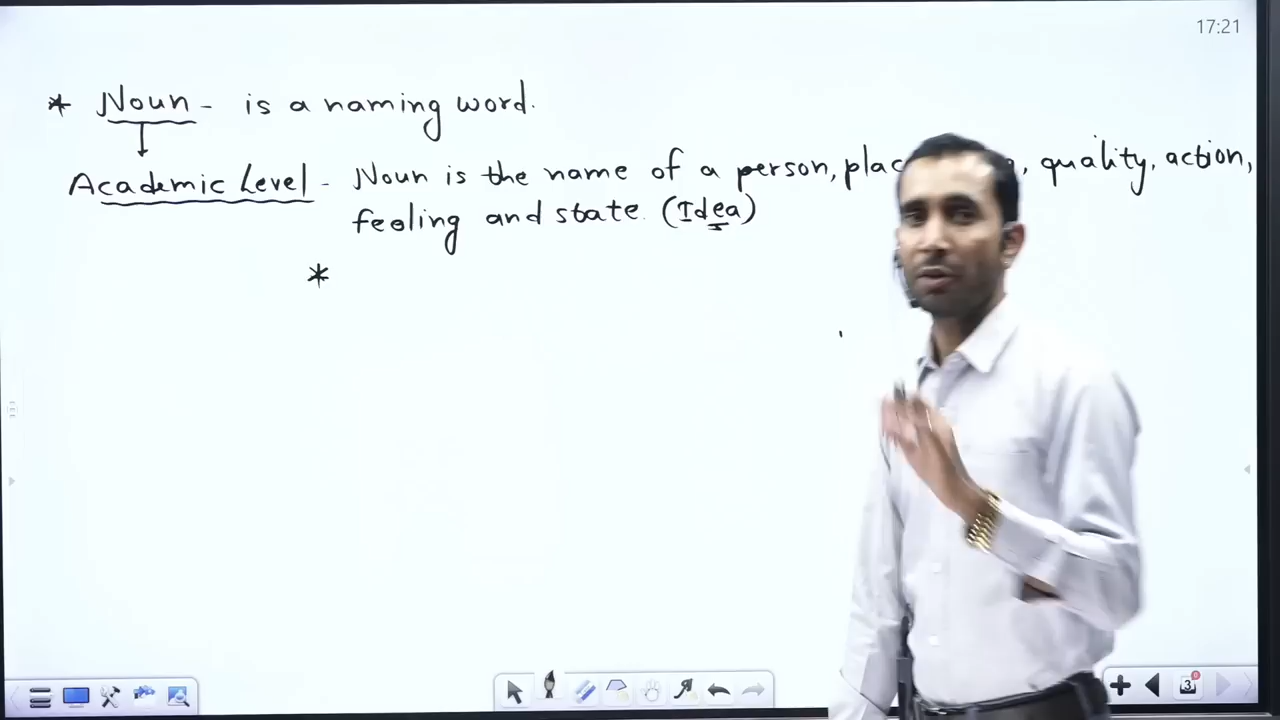 17:21
* Noun - is a naming word.
Academic Level - Noun is the name of a person, quality, action,
feeling and state. (Idea)
*
3